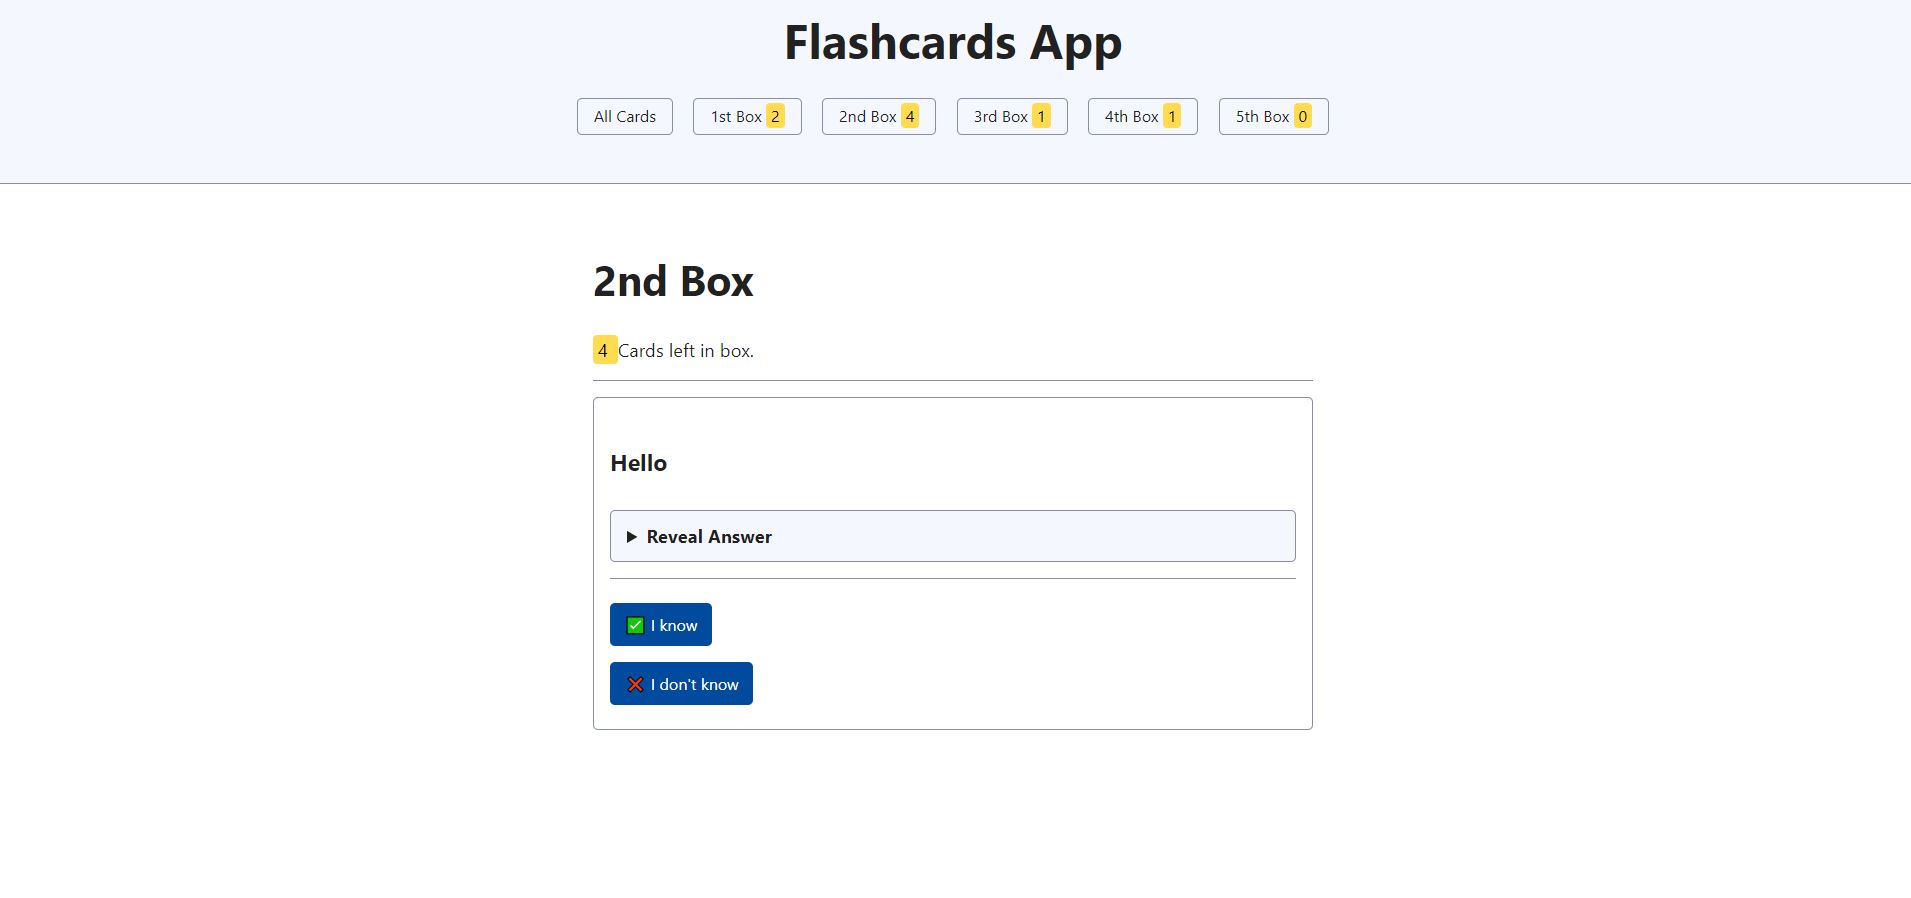 Flashcards App
All Cards 1st Box 2 2nd Box 4 3rd Box 1 4th Box 1 5th Box 0
2nd Box
4 Cards left in box.
Hello
Reveal Answer
I know
I don't know